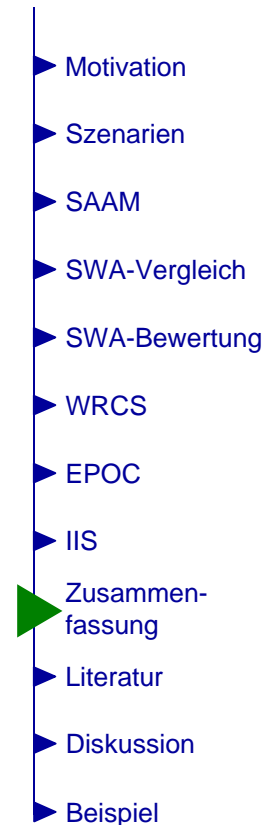 Motivation
Szenarien
SAAM
SWA-Vergleich
SWA-Bewertung
WRCS
EPOC
IIS
Zusammen-
fassung
Literatur
Diskussion
Beispiel